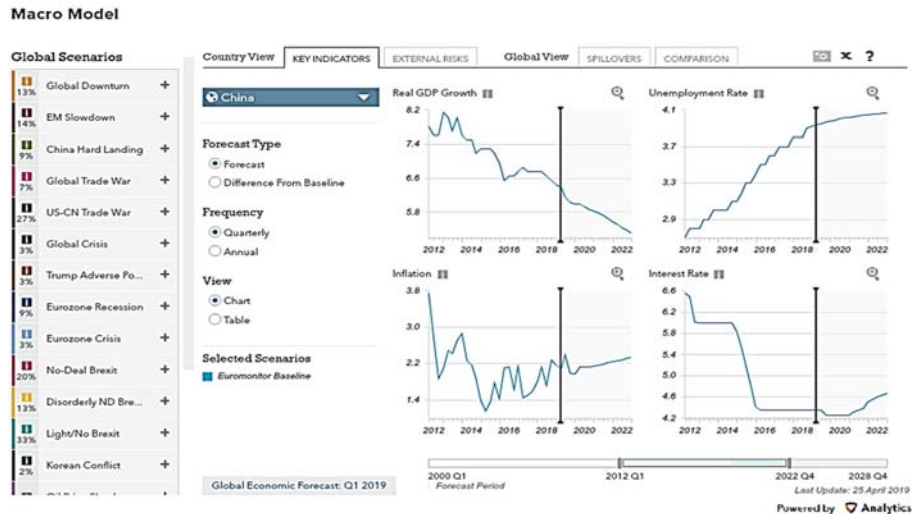 Macro Model
Global Scenarios
13% Global Downturn +
14% EM Slowdown +
9% China Hard Landing +
7% Global Trade War +
27% US-CN Trade War +
3% Global Crisis +
3% Trump Adverse Po... +
9% Eurozone Recession +
3% Eurozone Crisis +
20% No-Deal Brexit +
13% Disorderly ND Bre... +
33% Light/No Brexit +
2% Korean Conflict +
Country View KEY INDICATORS EXTERNAL RISKS Global View SPILLOVERS COMPARISON ?
China
Forecast Type
Forecast
Difference From Baseline
Frequency
Quarterly
Annual
View
Chart
Table
Selected Scenarios
Euromonitor Baseline
Global Economic Forecast: Q1 2019
Real GDP Growth
8.2
7.4
6.6
5.8
2012 2014 2016 2018 2020 2022
Unemployment Rate
4.1
3.7
3.3
2.9
2012 2014 2016 2018 2020 2022
Inflation
3.8
3.0
2.2
1.4
2012 2014 2016 2018 2020 2022
Interest Rate
6.6
6.2
5.8
5.4
5.0
4.6
4.2
2012 2014 2016 2018 2020 2022
2000 Q1 2012 Q1 2022 Q4 2028 Q4
Forecast Period
Last Update: 25 April 2019
Powered by Analytics